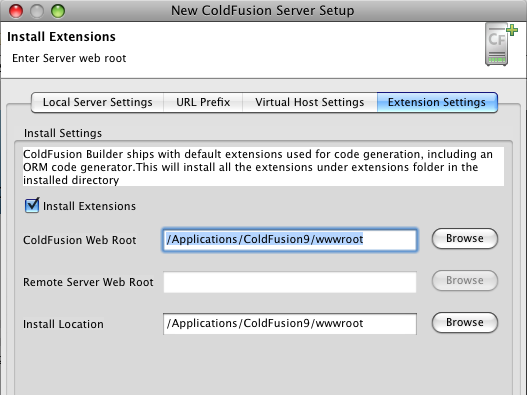 New ColdFusion Server Setup
Install Extensions
Enter Server web root
CF
Local Server Settings URL Prefix Virtual Host Settings Extension Settings
Install Settings
ColdFusion Builder ships with default extensions used for code generation, including an
ORM code generator.This will install all the extensions under extensions folder in the
installed directory
Install Extensions
ColdFusion Web Root /Applications/ColdFusion9/wwwroot Browse
Remote Server Web Root Browse
Install Location /Applications/ColdFusion9/wwwroot Browse